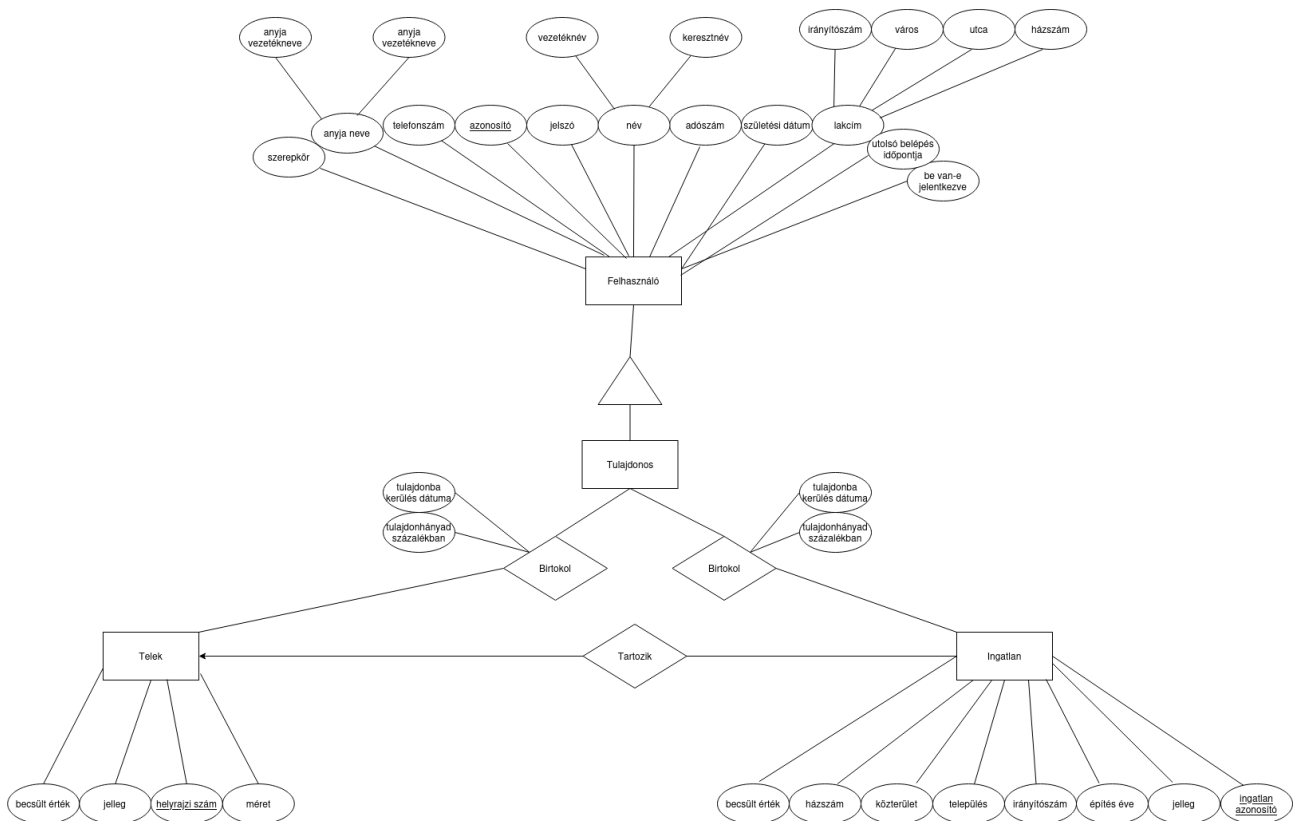 anyja
vezetékneve
anyja
vezetékneve
vezetéknév
keresztnév
irányítószám
város
utca
házszám
anyja neve
telefonszám
azonosító
jelszó
név
adószám
születési dátum
lakcím
szerepkör
utolsó belépés
időpontja
be van-e
jelentkezve
Felhasználó
Tulajdonos
tulajdonba
kerülés dátuma
tulajdonhányad
százalékban
tulajdonba
kerülés dátuma
tulajdonhányad
százalékban
Birtokol
Birtokol
Telek
Tartozik
Ingatlan
becsült érték
jelleg
helyrajzi szám
méret
becsült érték
házszám
közterület
település
irányítószám
építés éve
jelleg
ingatlan
azonosító